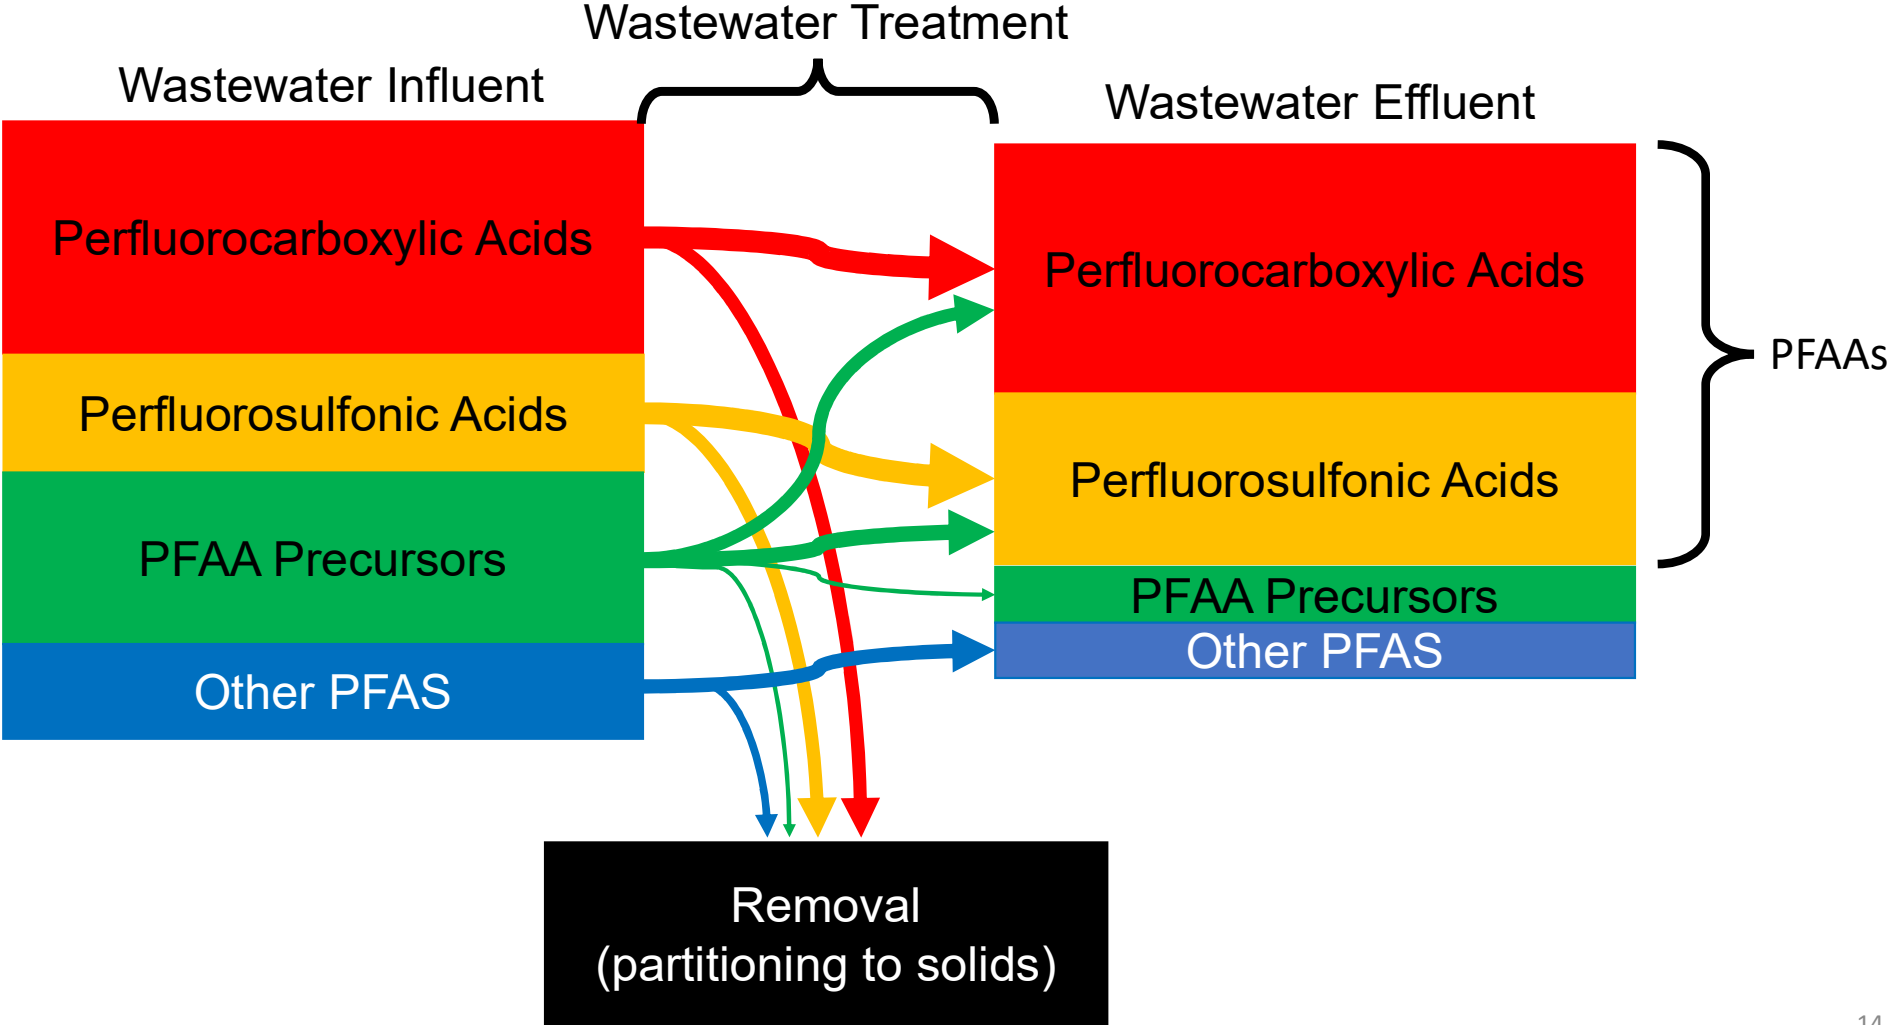 Wastewater Treatment
Wastewater Influent
Wastewater Effluent
Perfluorocarboxylic Acids
Perfluorosulfonic Acids
PFAA Precursors
Other PFAS
Perfluorocarboxylic Acids
Perfluorosulfonic Acids
PFAA Precursors
Other PFAS
PFAAs
Removal
(partitioning to solids)
14